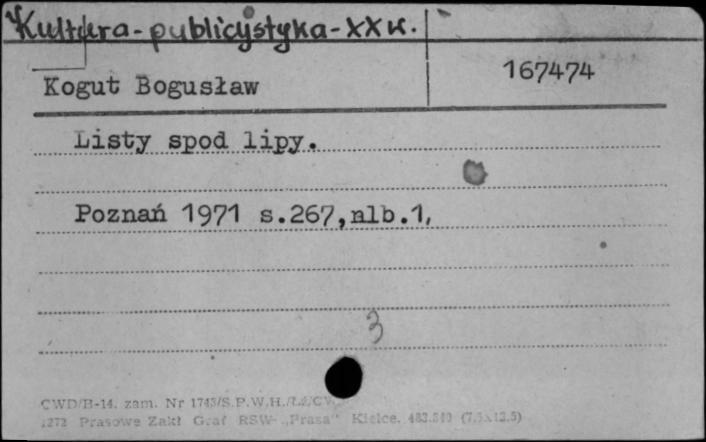 Kultura-publicystyka-XX w.
167474
Kogut Bogusław
Listy spod lipy.
Poznań 1971 s.267,nlb.1,
3
CWD/B-14. zam. Nr 1743/S.P.W.H.
Prasowe Zakł Graf RSW "Prasa" Kielce.